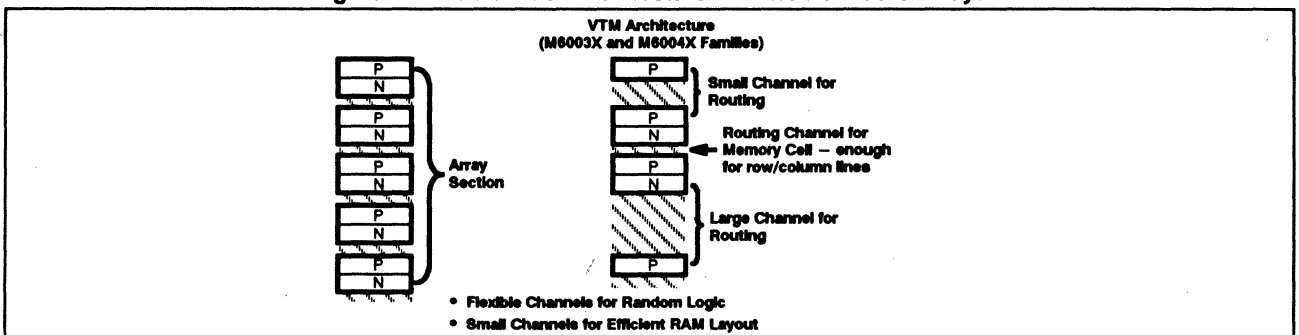 VTM Architecture
(M6003X and M6004X Families)
P
N
P
N
P
N
P
N
P
N
Array
Section
P
P
N
P
N
P
Small Channel for
Routing
Routing Channel for
Memory Cell — enough
for row/column lines
Large Channel for
Routing
• Flexible Channels for Random Logic
• Small Channels for Efficient RAM Layout